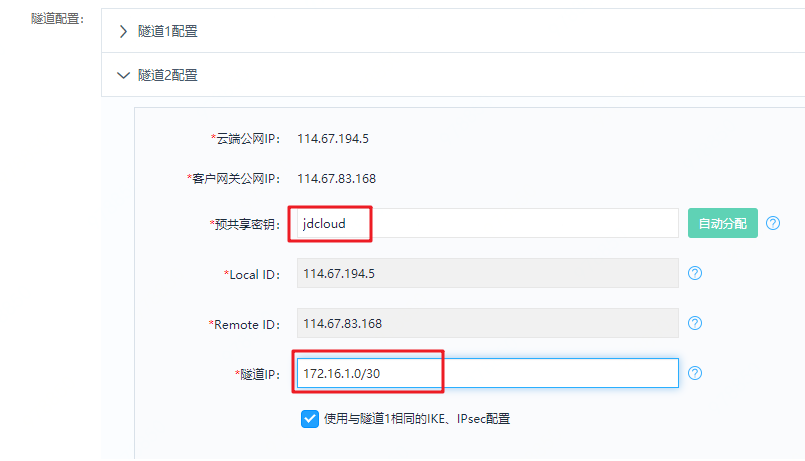 隧道配置：
隧道1配置
隧道2配置
*云端公网IP： 114.67.194.5
*客户网关公网IP： 114.67.83.168
*预共享密钥： jdcloud 自动分配 ?
*Local ID： 114.67.194.5 ?
*Remote ID： 114.67.83.168 ?
*隧道IP： 172.16.1.0/30 ?
使用与隧道1相同的IKE、IPsec配置